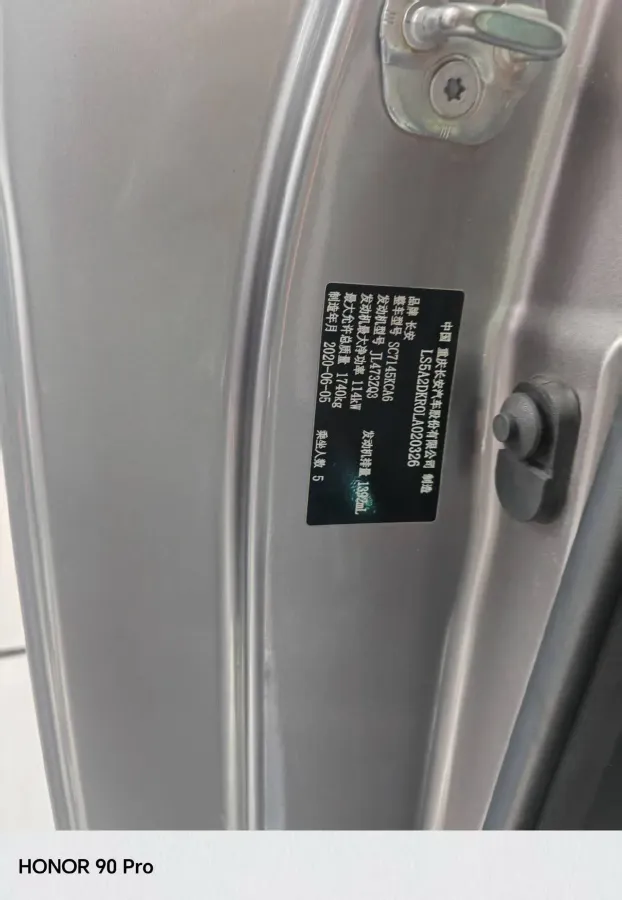 中国 重庆长安汽车股份有限公司 制造
LS5A2DKR0LA020326
品牌 长安
整车型号 SC7145KCA6
发动机型号 JL473ZQ3 发动机排量 1392mL
发动机最大净功率 114kW
最大允许总质量 1740kg
制造年月 2020-06-05 乘坐人数 5
HONOR 90 Pro